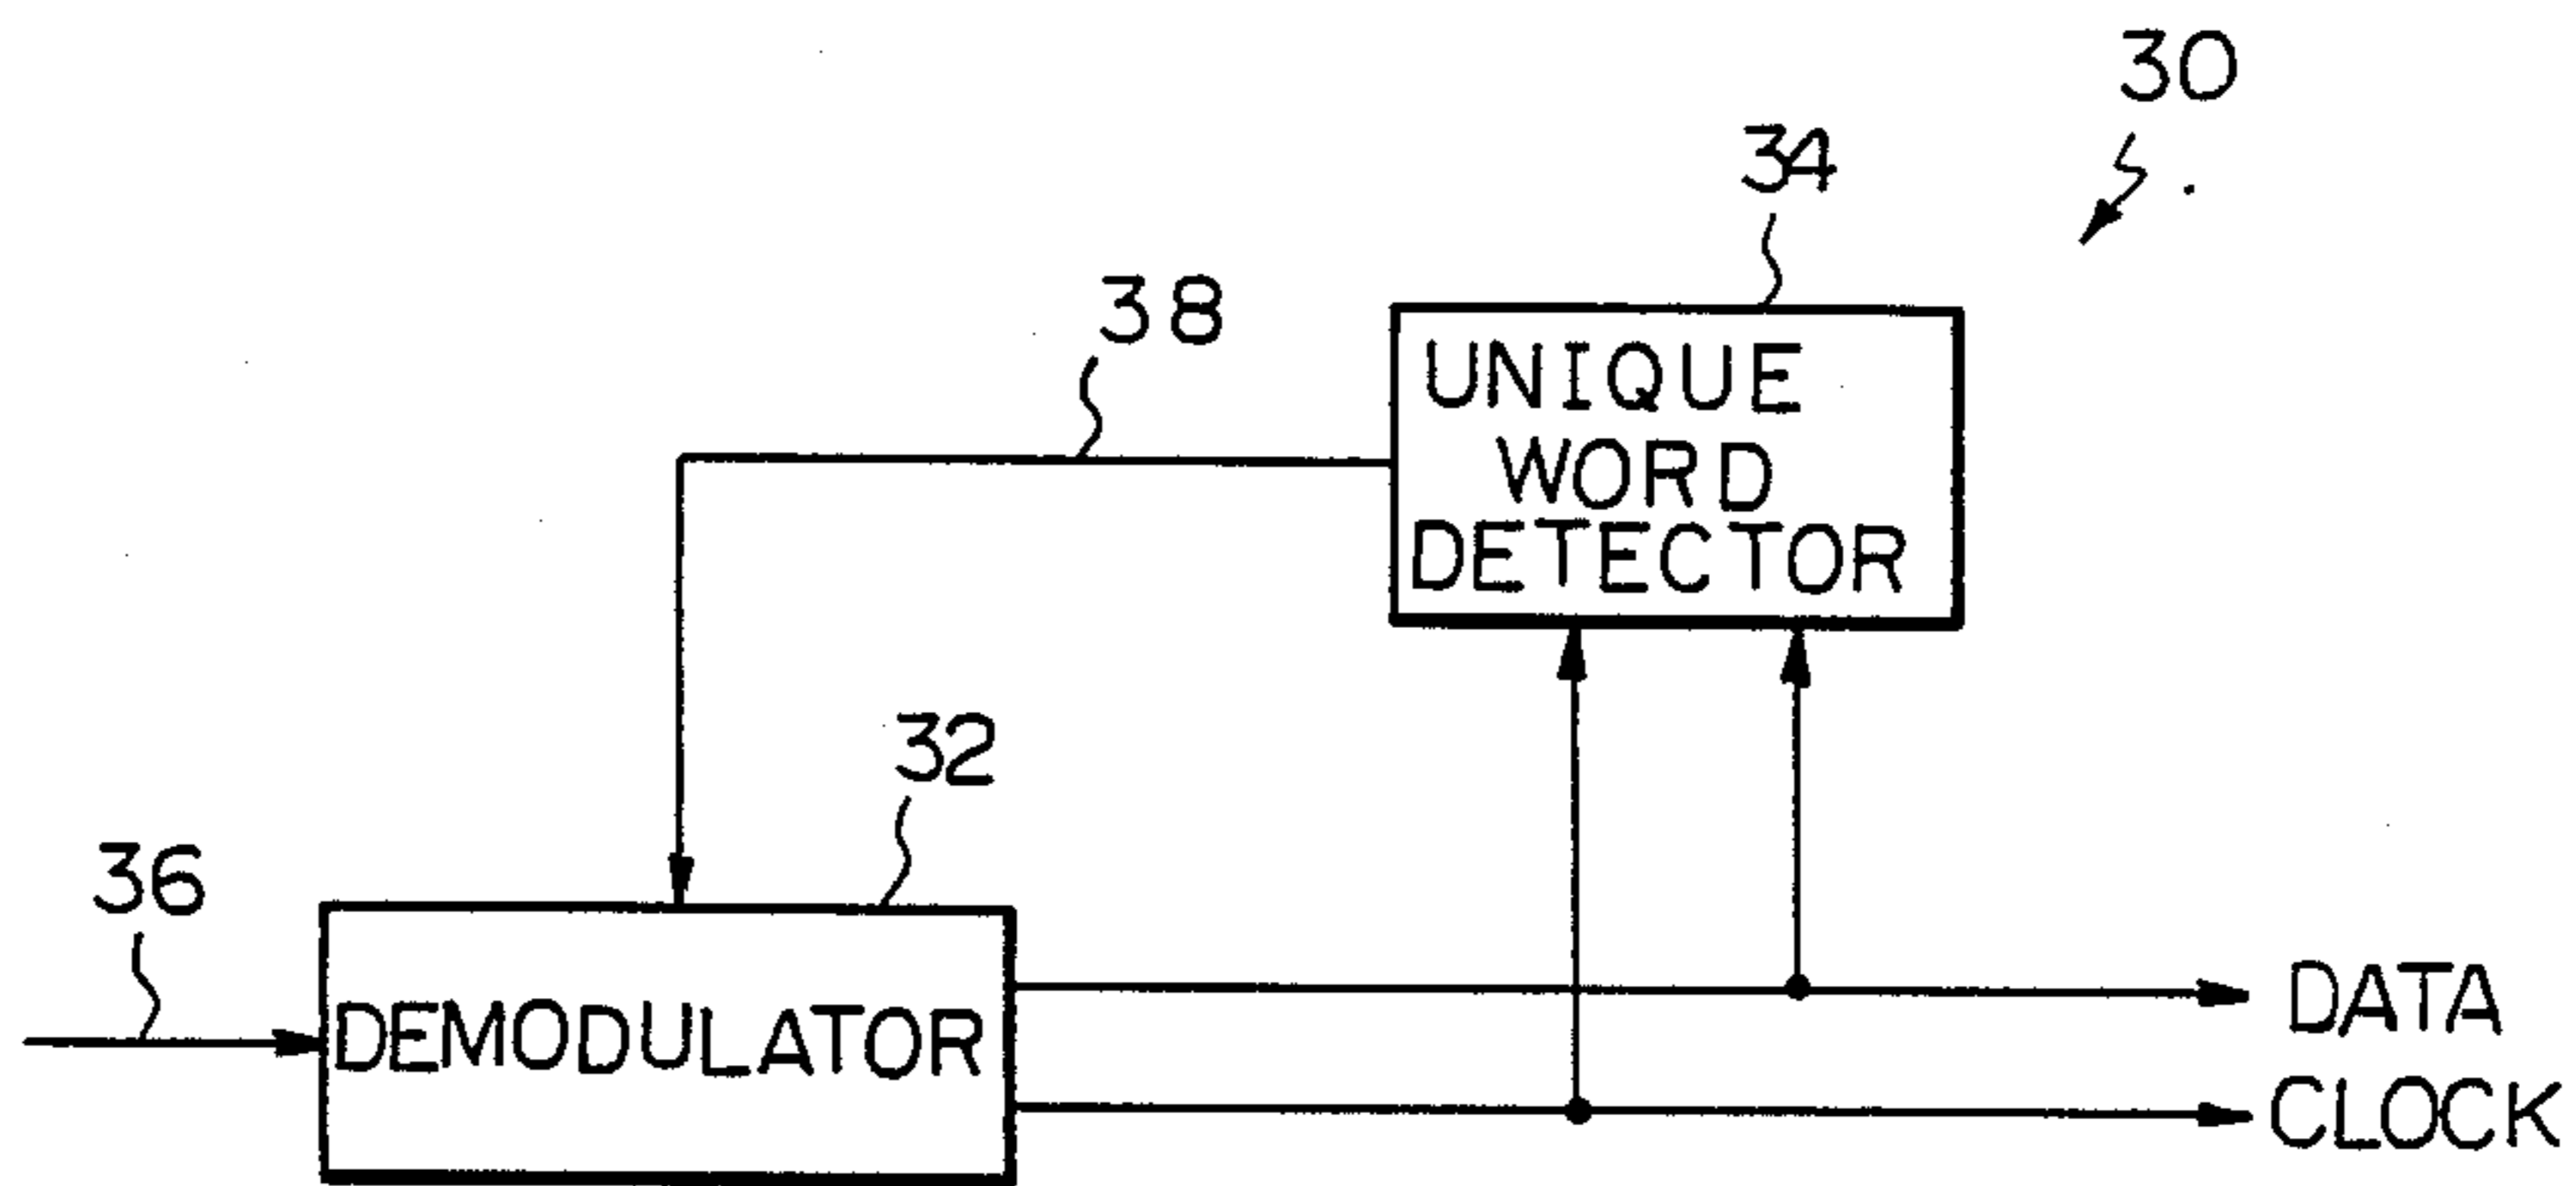 30
34
38
UNIQUE
WORD
DETECTOR
32
36
DEMODULATOR
DATA
CLOCK